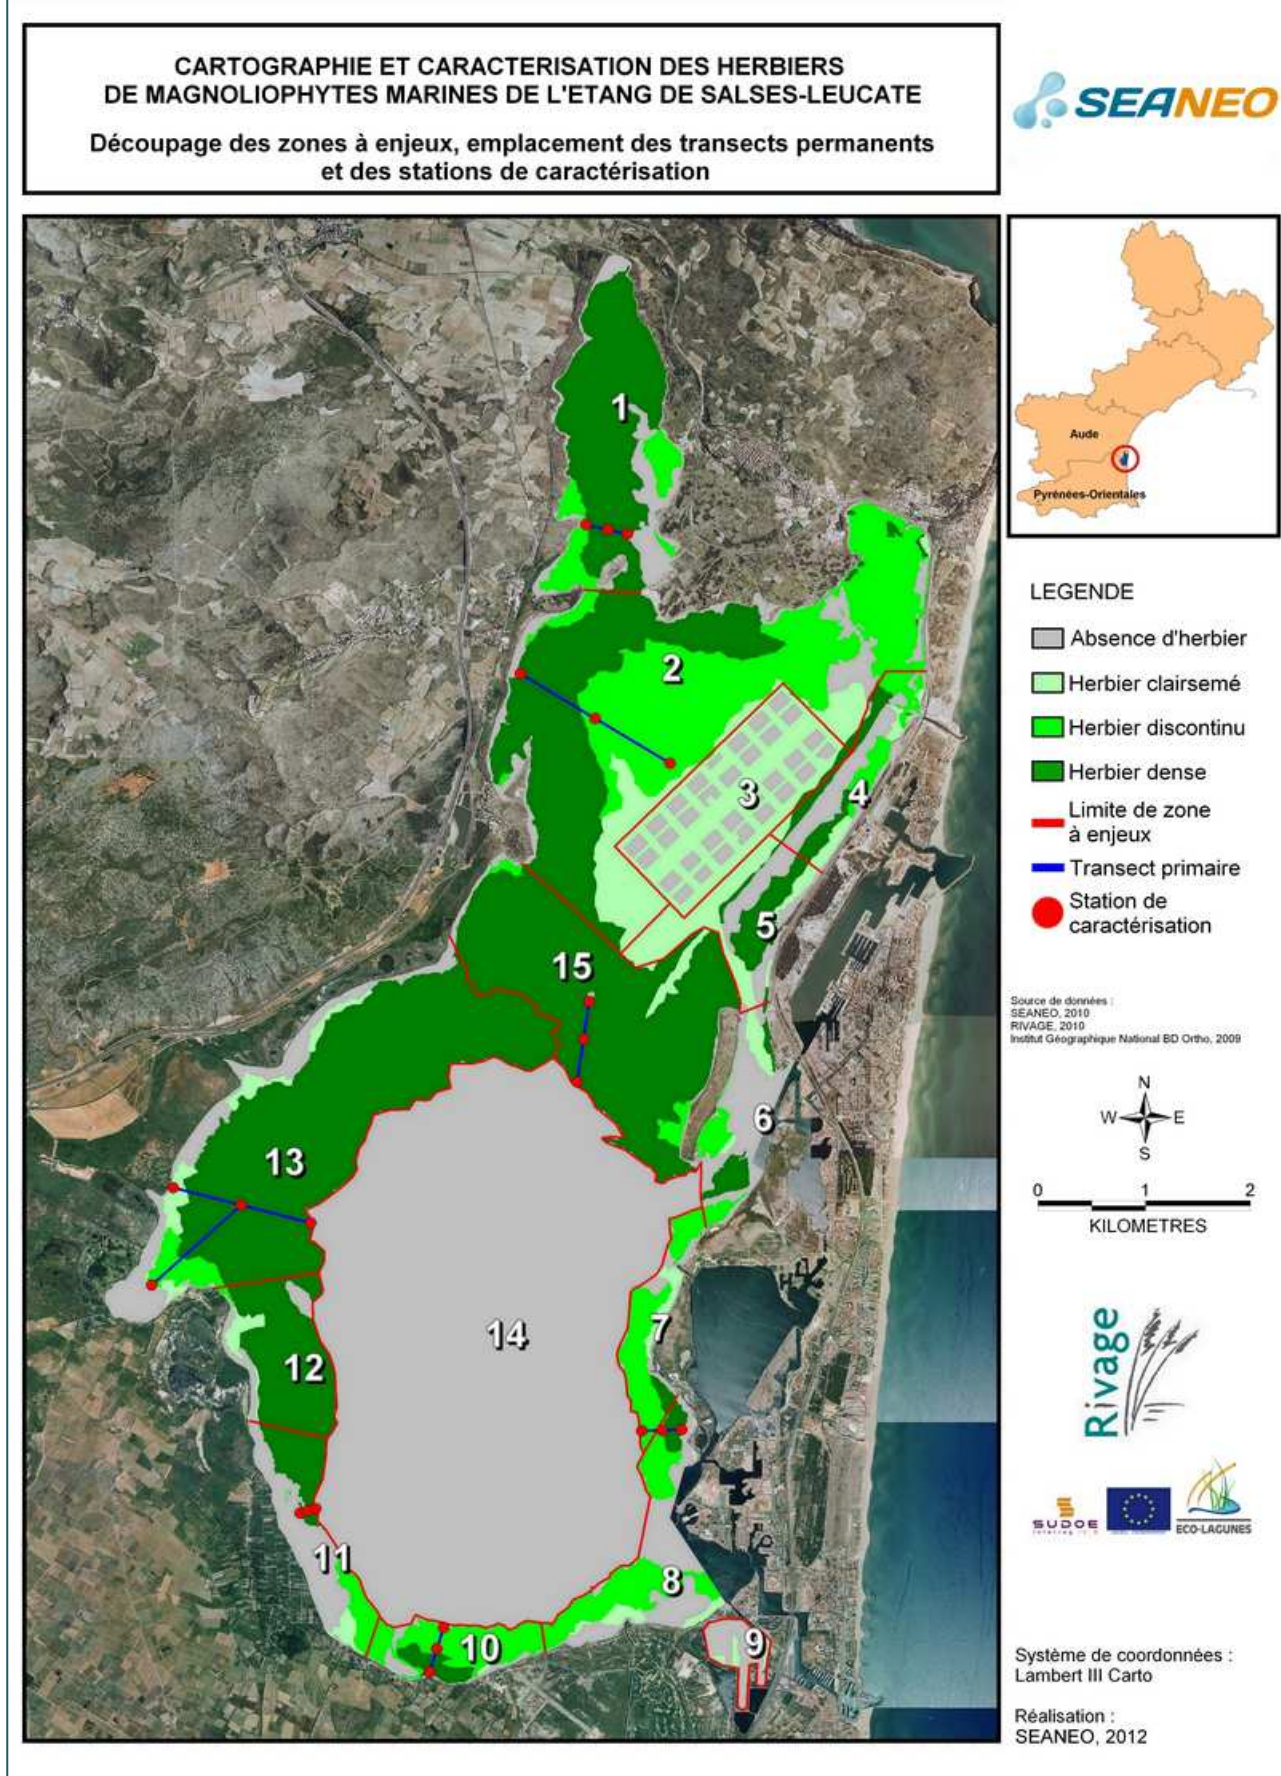 CARTOGRAPHIE ET CARACTERISATION DES HERBIERS
DE MAGNOLIOPHYTES MARINES DE L'ETANG DE SALSES-LEUCATE
Découpage des zones à enjeux, emplacement des transects permanents
et des stations de caractérisation
SEANEO
Aude
Pyrénées-Orientales
1
2
3
4
5
15
6
13
14
7
12
11
8
10
9
LEGENDE
Absence d'herbier
Herbier clairsemé
Herbier discontinu
Herbier dense
Limite de zone
à enjeux
Transect primaire
Station de
caractérisation
Source de données :
SEANEO, 2010
RIVAGE, 2010
Institut Géographique National BD Ortho, 2009
N
W E
S
0 1 2
KILOMETRES
Rivage
SUDOE
ECO-LAGUNES
Système de coordonnées :
Lambert III Carto
Réalisation :
SEANEO, 2012